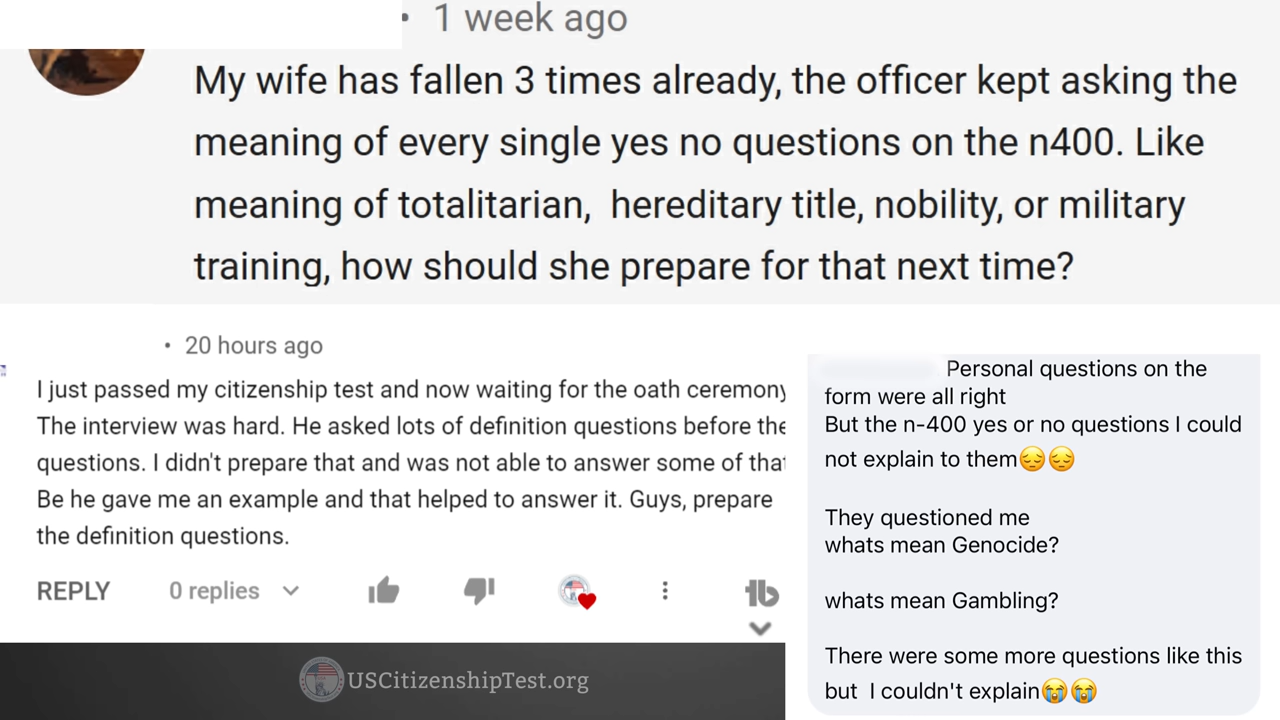 • 1 week ago
My wife has fallen 3 times already, the officer kept asking the
meaning of every single yes no questions on the n400. Like
meaning of totalitarian, hereditary title, nobility, or military
training, how should she prepare for that next time?
• 20 hours ago
I just passed my citizenship test and now waiting for the oath ceremony
The interview was hard. He asked lots of definition questions before the
questions. I didn't prepare that and was not able to answer some of that
Be he gave me an example and that helped to answer it. Guys, prepare
the definition questions.
REPLY 0 replies
USCitizenshipTest.org
Personal questions on the
form were all right
But the n-400 yes or no questions I could
not explain to them😔😔
They questioned me
whats mean Genocide?
whats mean Gambling?
There were some more questions like this
but I couldn't explain😭😭